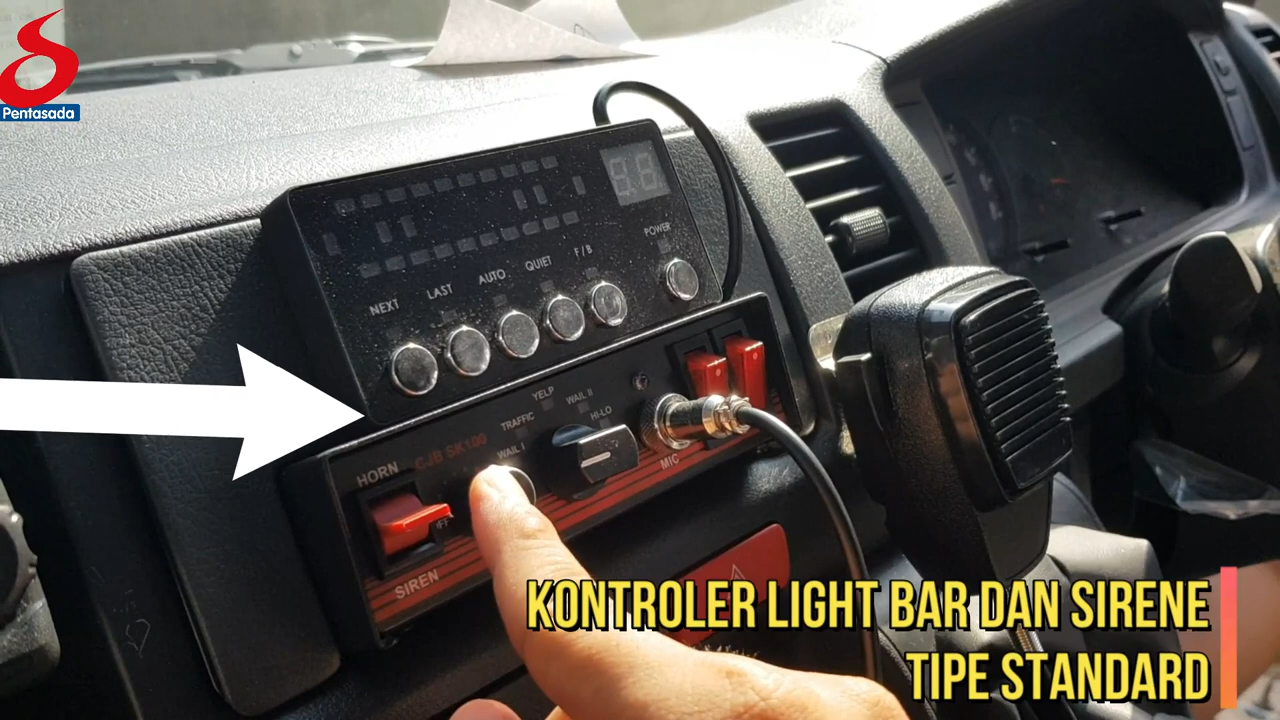 Pentasada
NEXT
LAST
AUTO
QUIET
F / B
POWER
HORN
CJB SK100
TRAFFIC
YELP
WAIL II
HI-LO
WAIL I
MIC
SIREN
KONTROLER LIGHT BAR DAN SIRENE
TIPE STANDARD